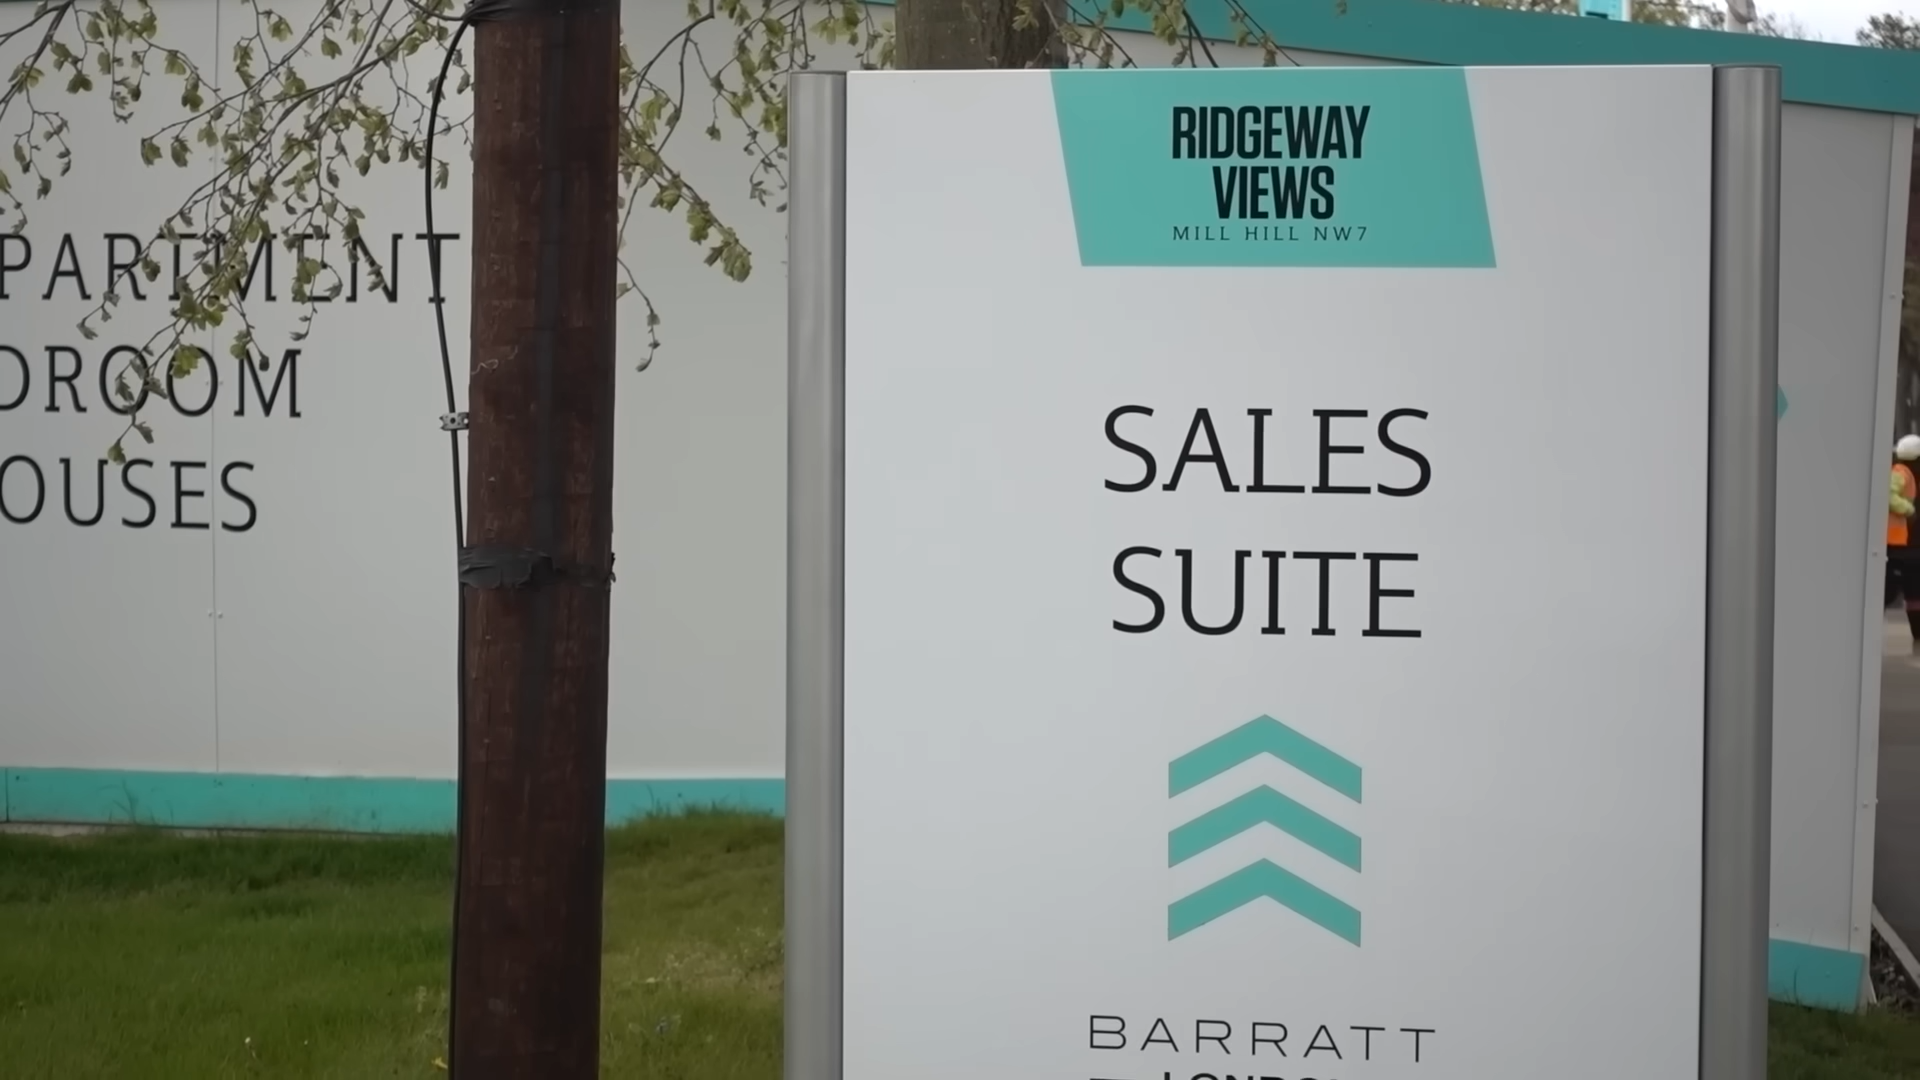 PARTMENT
DROOM
OUSES
RIDGEWAY
VIEWS
MILL HILL NW7
SALES
SUITE
BARRATT